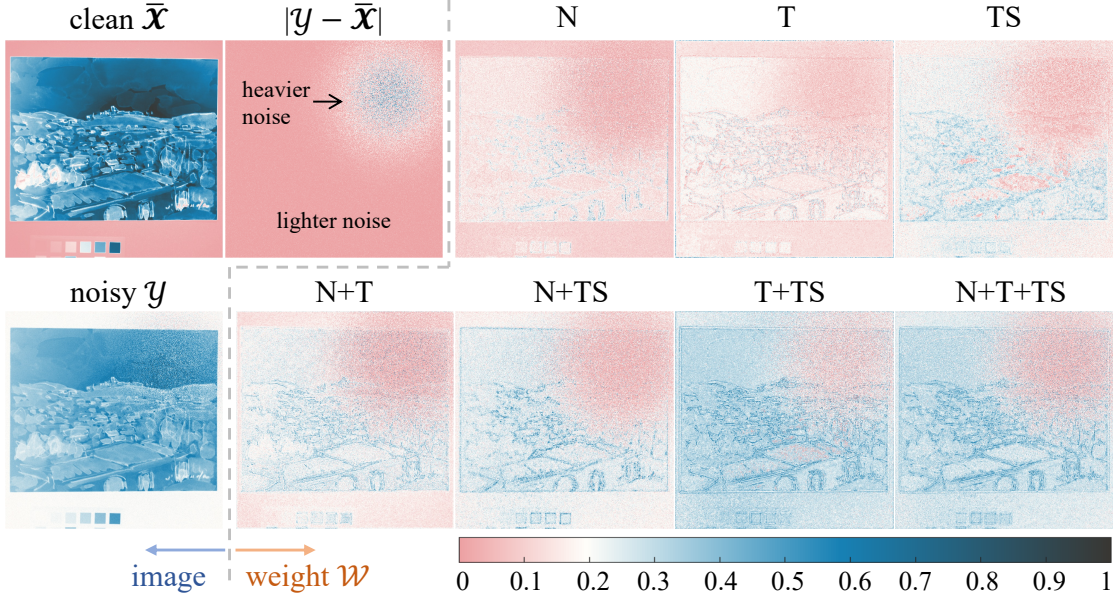 clean 𝓧̄
|𝒴 − 𝓧̄|
N
T
TS
heavier
noise
lighter noise
noisy 𝒴
N+T
N+TS
T+TS
N+T+TS
image
weight 𝒲
0 0.1 0.2 0.3 0.4 0.5 0.6 0.7 0.8 0.9 1